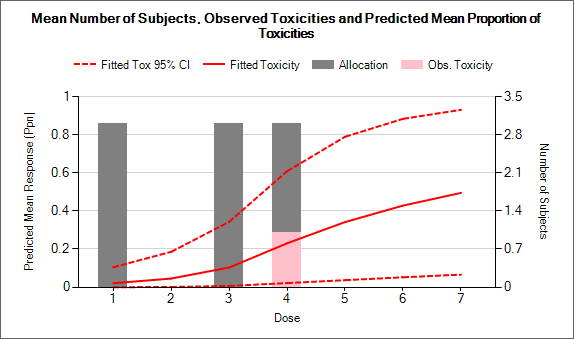 Mean Number of Subjects, Observed Toxicities and Predicted Mean Proportion of
Toxicities
Fitted Tox 95% CI
Fitted Toxicity
Allocation
Obs. Toxicity
Predicted Mean Response (Ppn)
1
0.8
0.6
0.4
0.2
0
3.5
2.8
2.1
1.4
0.7
0
Number of Subjects
1 2 3 4 5 6 7
Dose